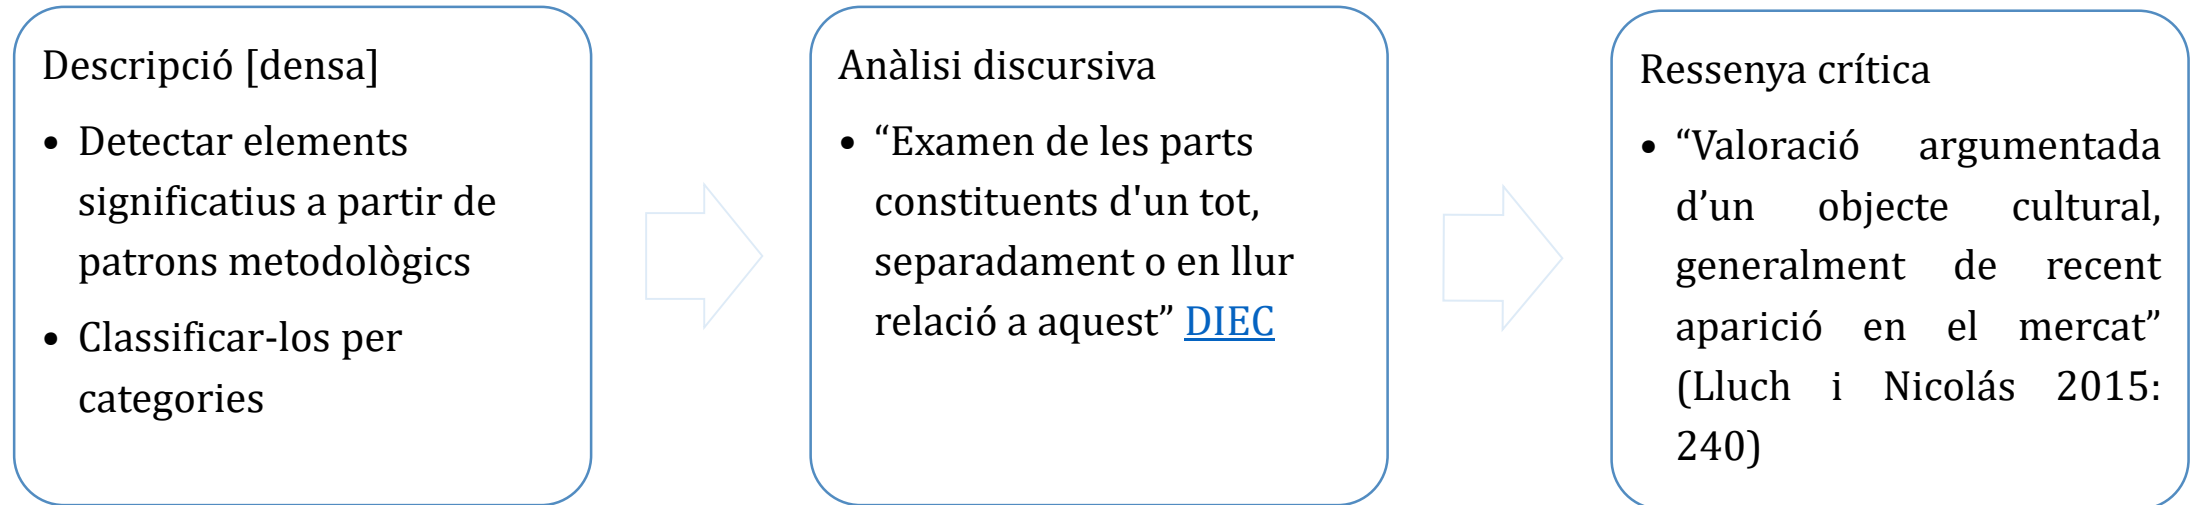 Descripció [densa]
• Detectar elements
significatius a partir de
patrons metodològics
• Classificar-los per
categories
Anàlisi discursiva
• “Examen de les parts
constituents d'un tot,
separadament o en llur
relació a aquest” DIEC
Ressenya crítica
• “Valoració argumentada
d’un objecte cultural,
generalment de recent
aparició en el mercat”
(Lluch i Nicolás 2015:
240)